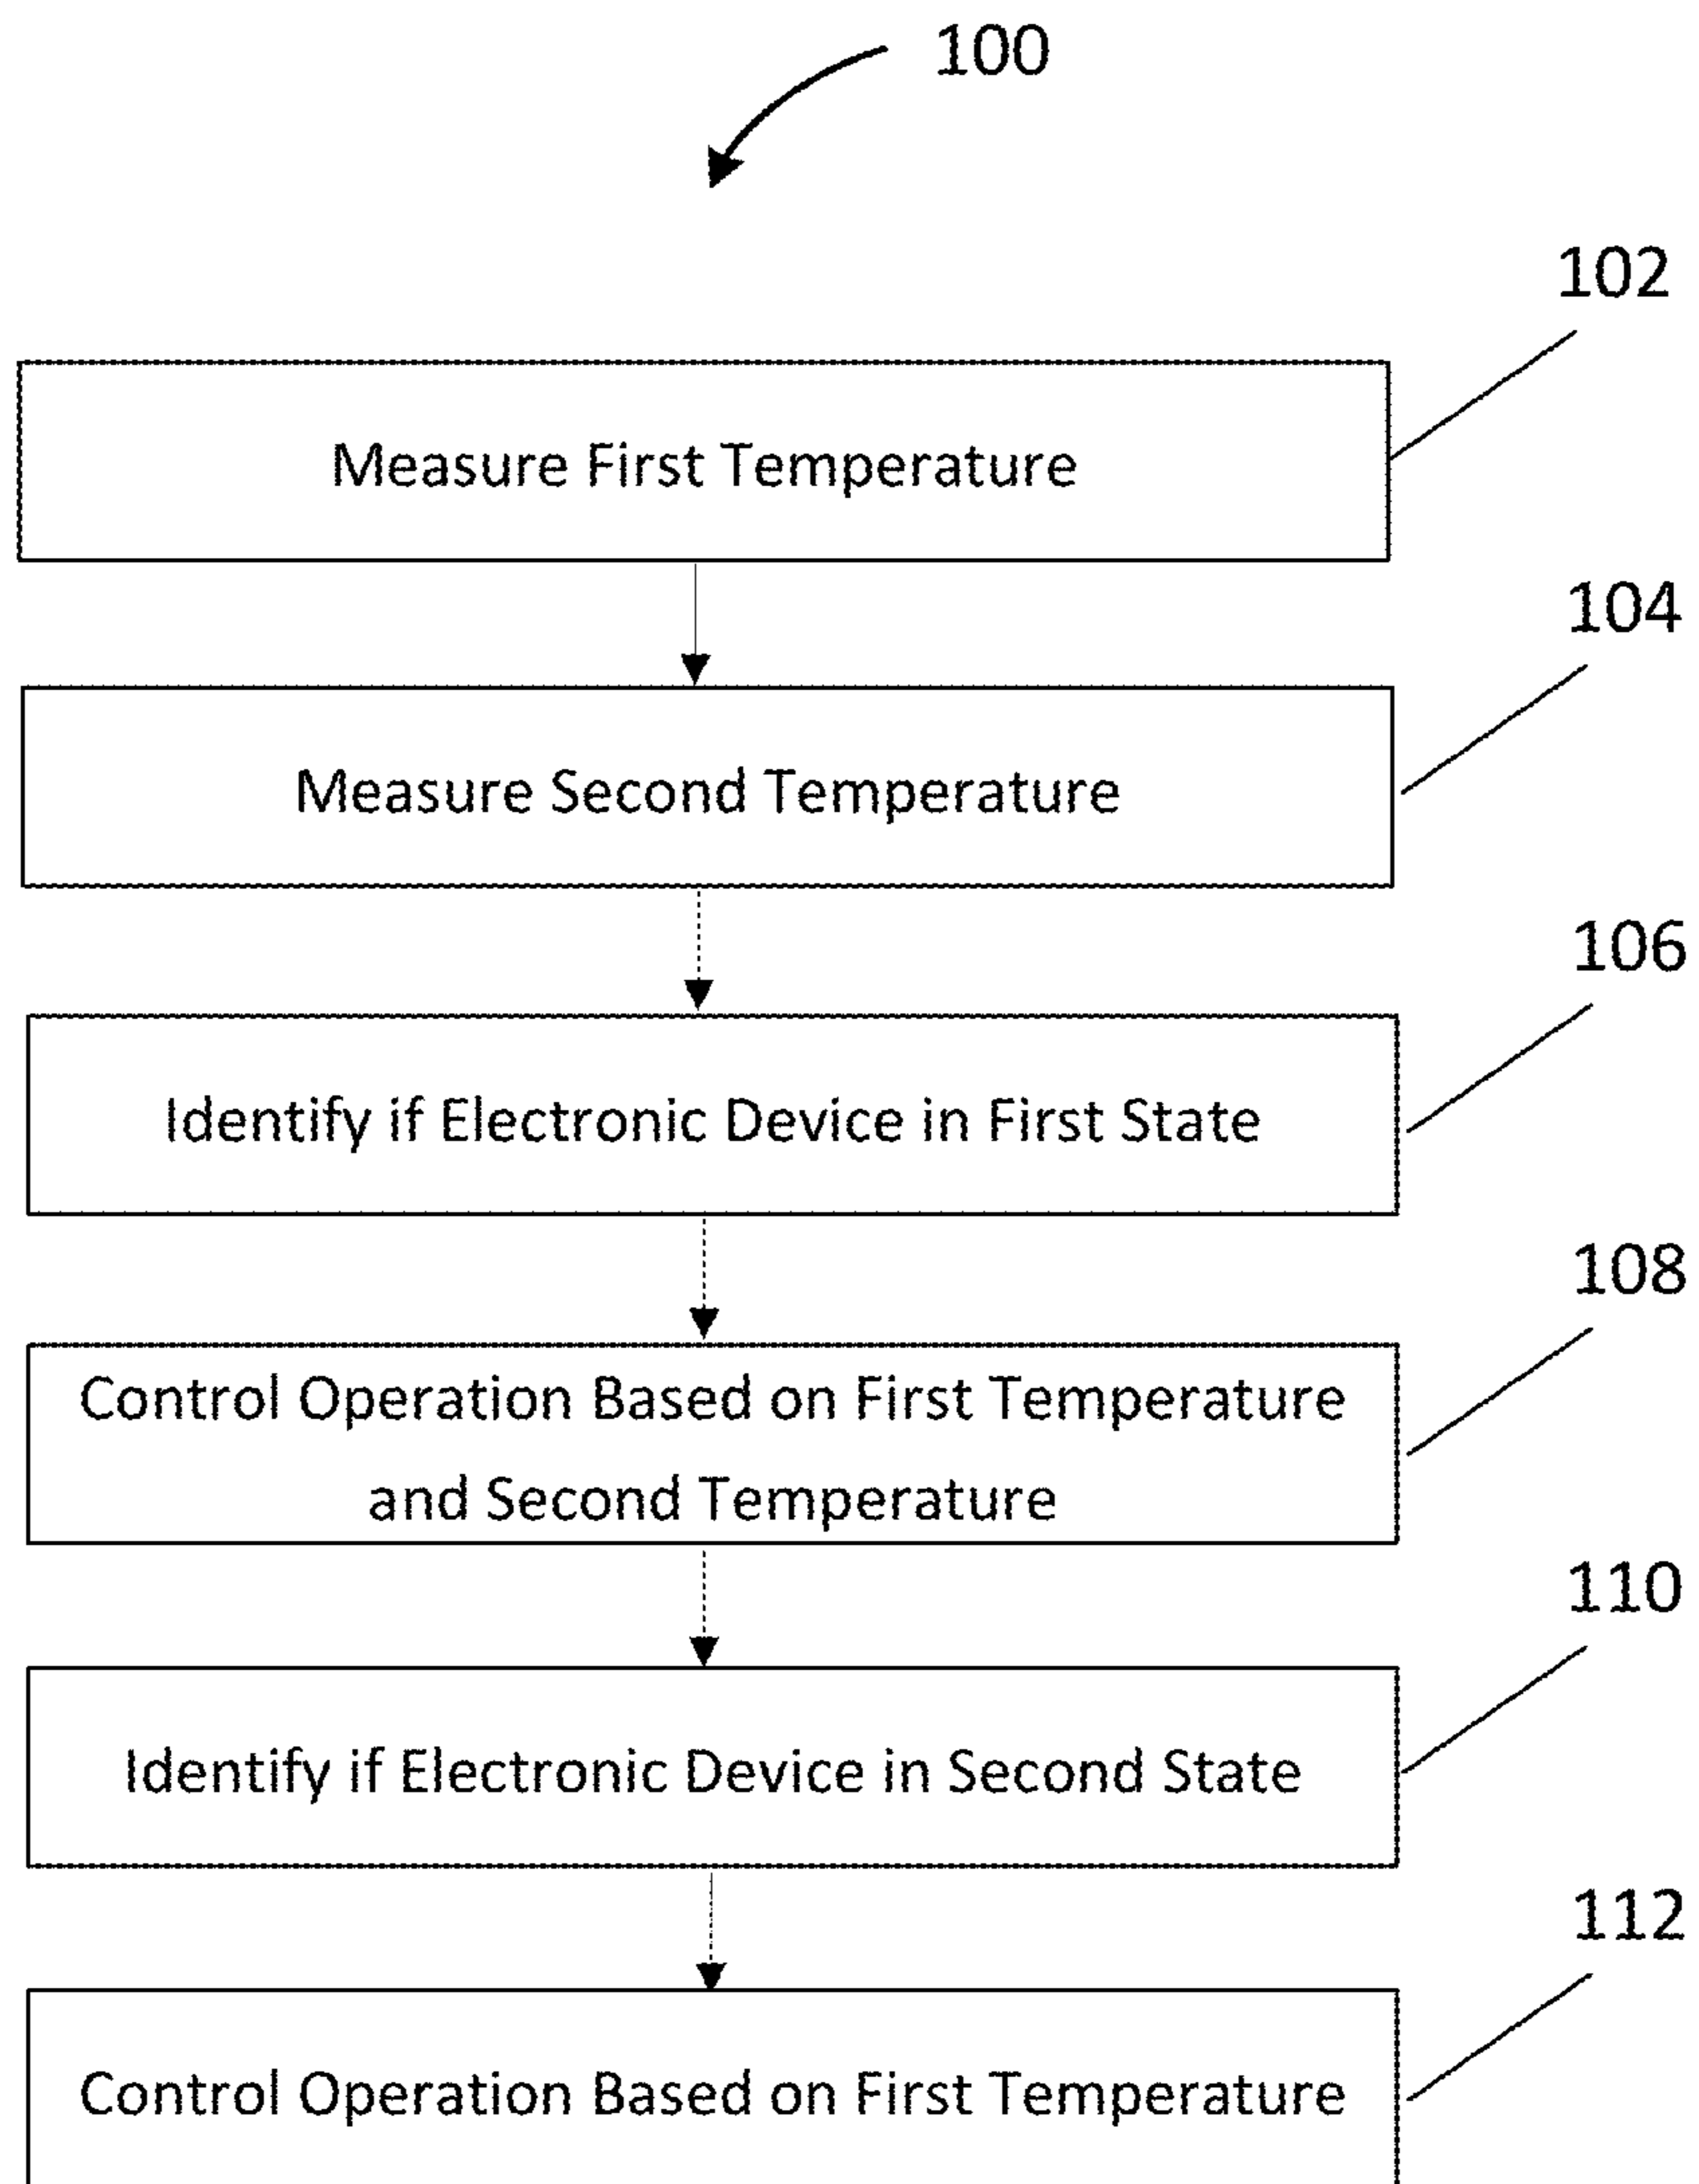 100
102
Measure First Temperature
104
Measure Second Temperature
106
Identify if Electronic Device in First State
108
Control Operation Based on First Temperature
and Second Temperature
110
Identify if Electronic Device in Second State
112
Control Operation Based on First Temperature